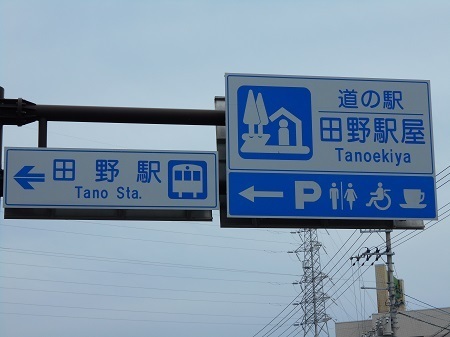 田野駅
Tano Sta.
道の駅
田野駅屋
Tanoekiya
P